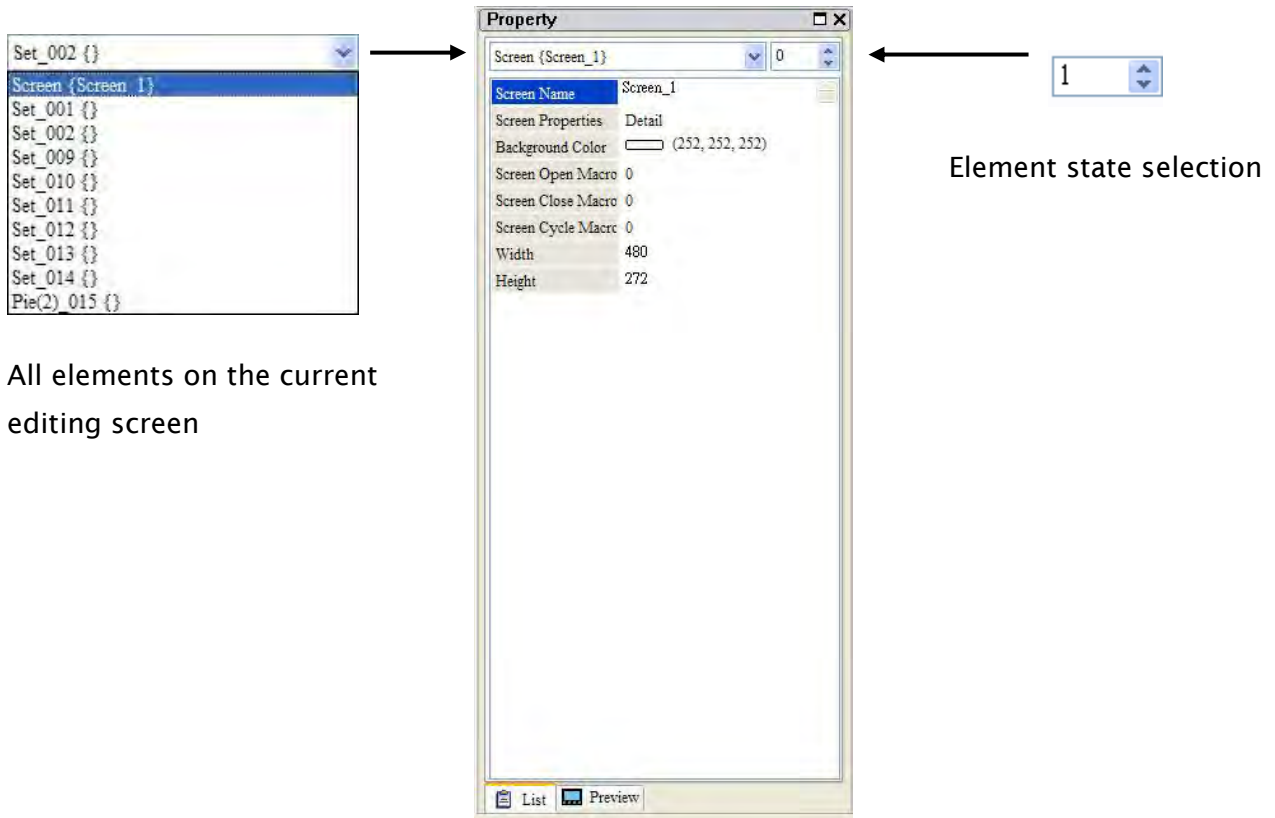 Set_002 {}
Screen {Screen_1}
Set_001 {}
Set_002 {}
Set_009 {}
Set_010 {}
Set_011 {}
Set_012 {}
Set_013 {}
Set_014 {}
Pie(2)_015 {}
All elements on the current
editing screen
Property
Screen {Screen_1} 0
Screen Name Screen_1
Screen Properties Detail
Background Color (252, 252, 252)
Screen Open Macro 0
Screen Close Macro 0
Screen Cycle Macrc 0
Width 480
Height 272
List Preview
1
Element state selection